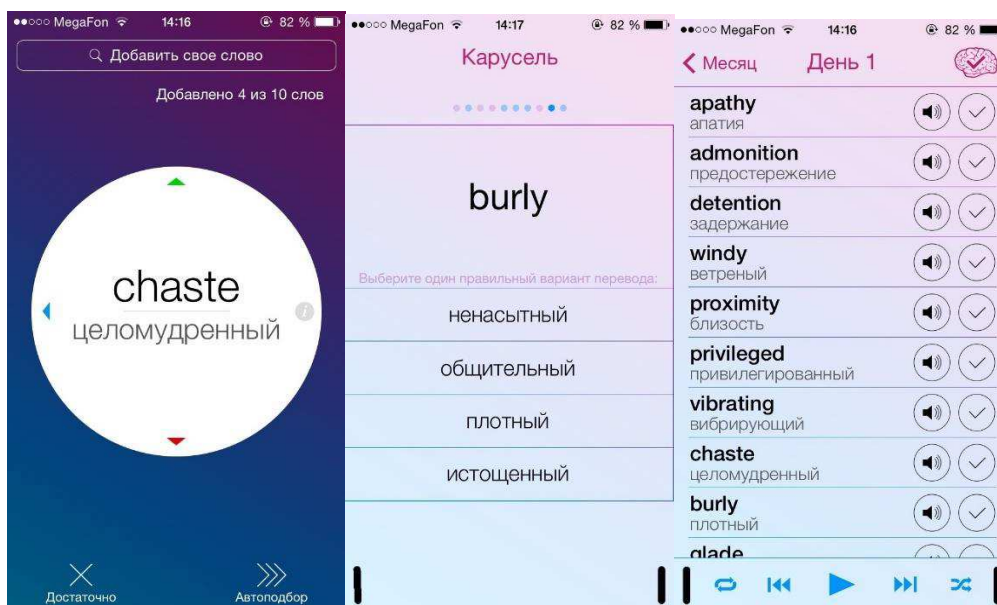 MegaFon 14:16 82 %
Добавить свое слово
Добавлено 4 из 10 слов
chaste
целомудренный
Достаточно
Автоподбор
MegaFon 14:17 82 %
Карусель
burly
Выберите один правильный вариант перевода:
ненасытный
общительный
плотный
истощенный
MegaFon 14:16 82 %
Месяц День 1
apathy
апатия
admonition
предостережение
detention
задержание
windy
ветреный
proximity
близость
privileged
привилегированный
vibrating
вибрирующий
chaste
целомудренный
burly
плотный
glade